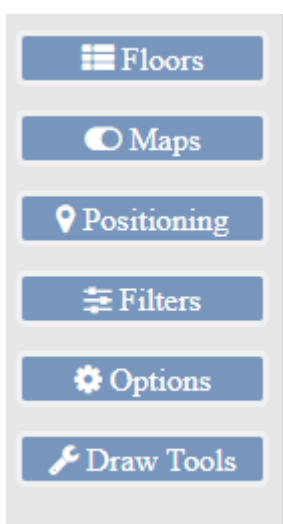 Floors
Maps
Positioning
Filters
Options
Draw Tools